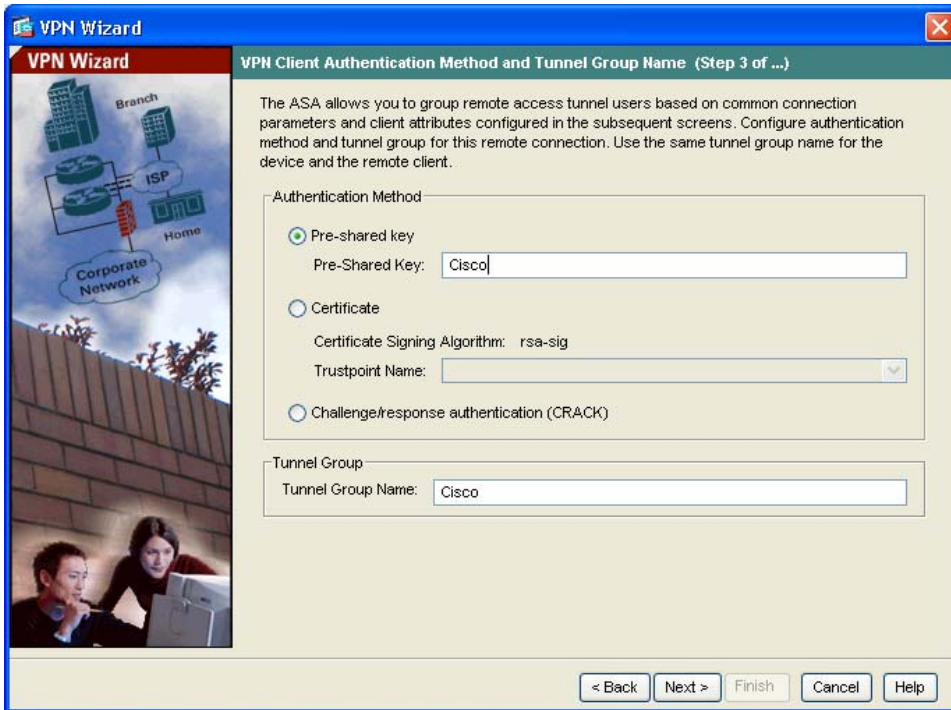 VPN Wizard
VPN Wizard
Branch
ISP
Home
Corporate
Network
VPN Client Authentication Method and Tunnel Group Name (Step 3 of ...)
The ASA allows you to group remote access tunnel users based on common connection
parameters and client attributes configured in the subsequent screens. Configure authentication
method and tunnel group for this remote connection. Use the same tunnel group name for the
device and the remote client.
Authentication Method
Pre-shared key
Pre-Shared Key: Cisco
Certificate
Certificate Signing Algorithm: rsa-sig
Trustpoint Name:
Challenge/response authentication (CRACK)
Tunnel Group
Tunnel Group Name: Cisco
< Back Next > Finish Cancel Help